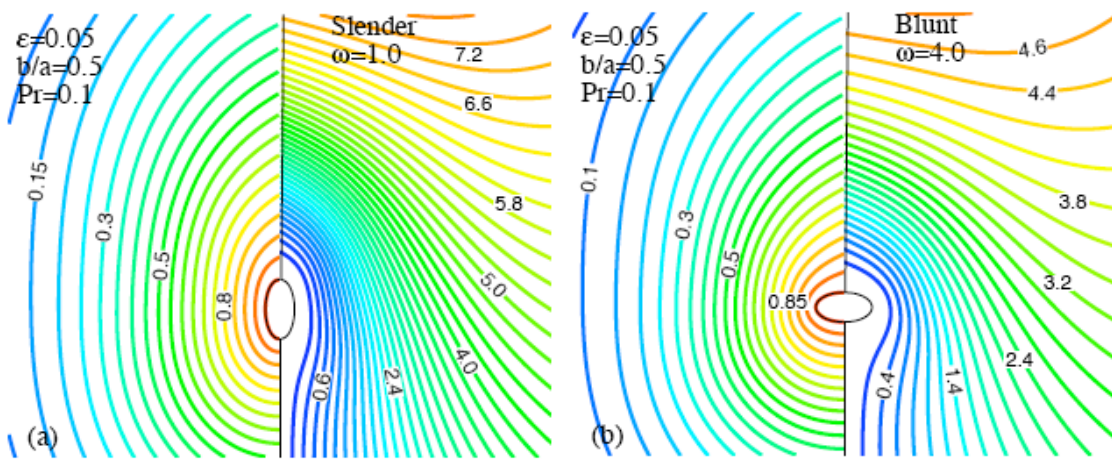 Slender
ε=0.05
ω=1.0
7.2
b/a=0.5
Pr=0.1
6.6
0.15
5.8
0.3
0.5
5.0
0.8
4.0
0.6
2.4
(a)
Blunt
ε=0.05
ω=4.0
4.6
b/a=0.5
4.4
Pr=0.1
0.1
3.8
0.3
0.5
3.2
0.85
2.4
1.4
0.4
(b)